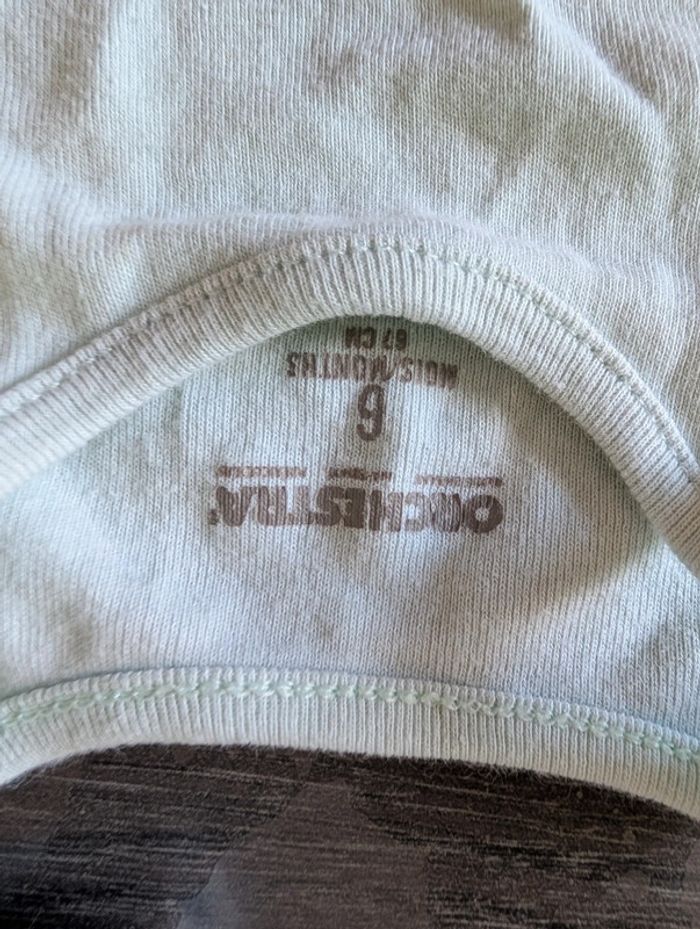 ORCHESTRA
6
MOIS/MONTHS
67 CM